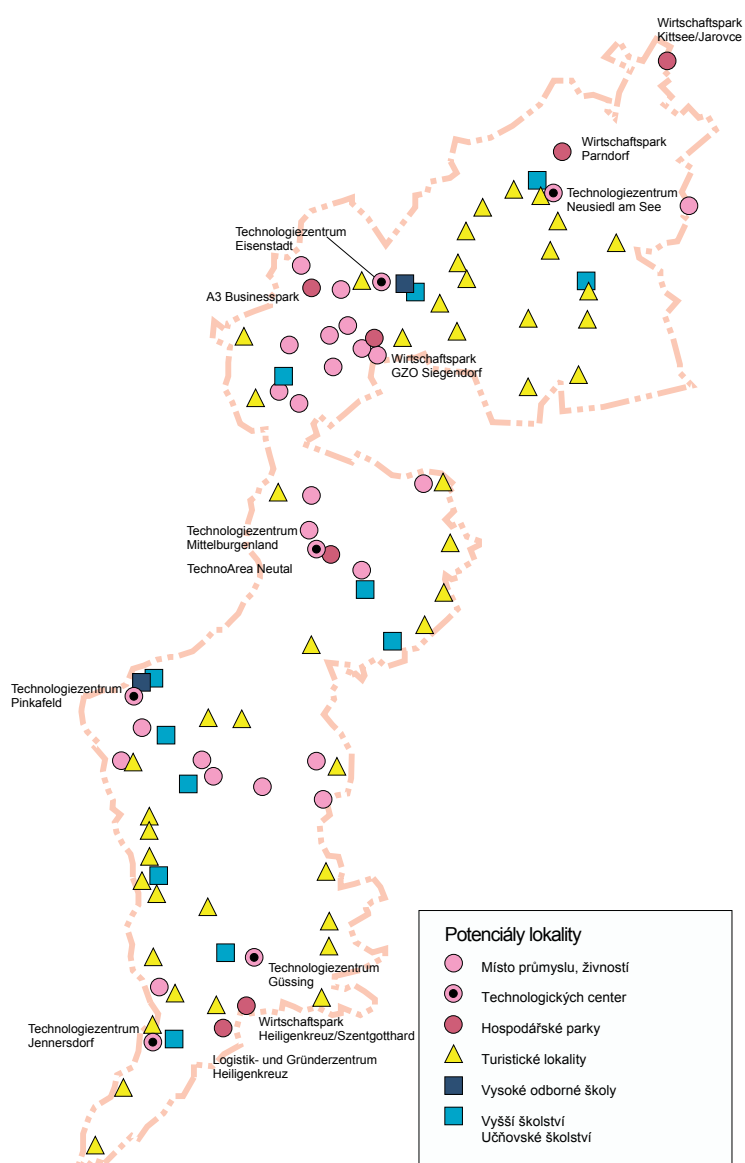 Wirtschaftspark
Kittsee/Jarovce
Wirtschaftspark
Parndorf
Technologiezentrum
Neusiedl am See
Technologiezentrum
Eisenstadt
A3 Businesspark
Wirtschaftspark
GZO Siegendorf
Technologiezentrum
Mittelburgenland
TechnoArea Neutal
Technologiezentrum
Pinkafeld
Technologiezentrum
Güssing
Wirtschaftspark
Heiligenkreuz/Szentgotthard
Technologiezentrum
Jennersdorf
Logistik- und Gründerzentrum
Heiligenkreuz
Potenciály lokality
Místo průmyslu, živností
Technologických center
Hospodářské parky
Turistické lokality
Vysoké odborné školy
Vyšší školství
Učňovské školství